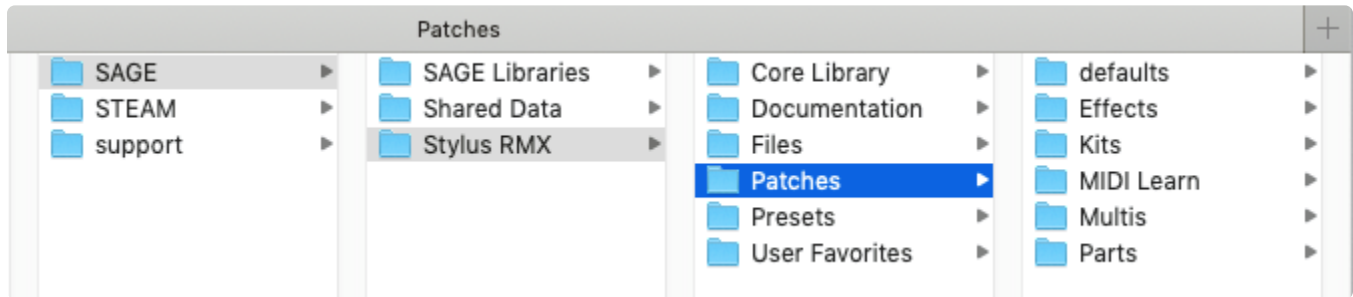 Patches
SAGE
STEAM
support
SAGE Libraries
Shared Data
Stylus RMX
Core Library
Documentation
Files
Patches
Presets
User Favorites
defaults
Effects
Kits
MIDI Learn
Multis
Parts